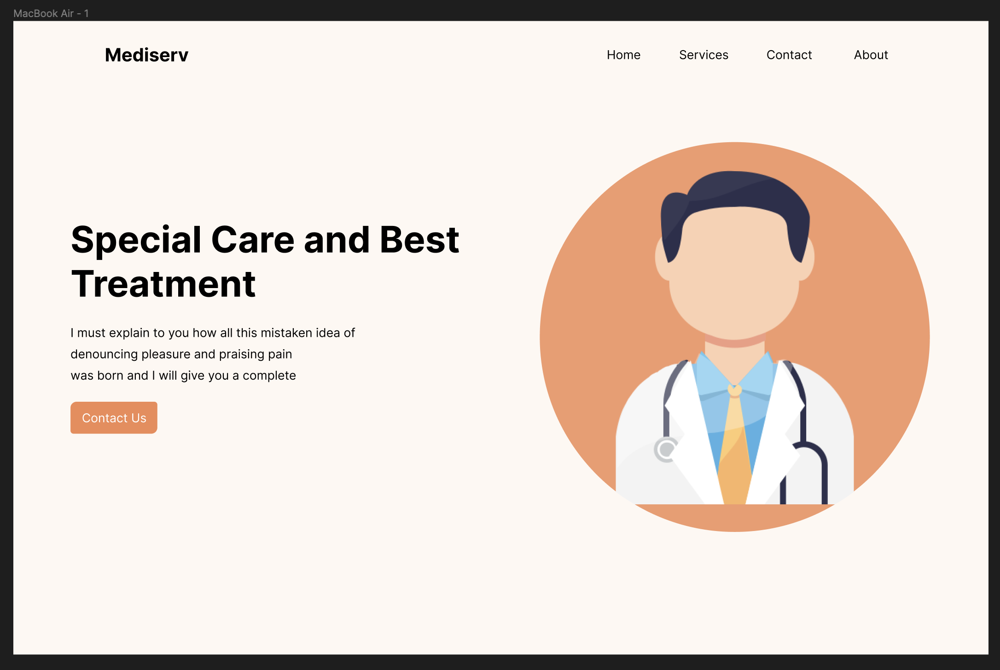 MacBook Air - 1
Mediserv
Home Services Contact About
Special Care and Best
Treatment
I must explain to you how all this mistaken idea of
denouncing pleasure and praising pain
was born and I will give you a complete
Contact Us